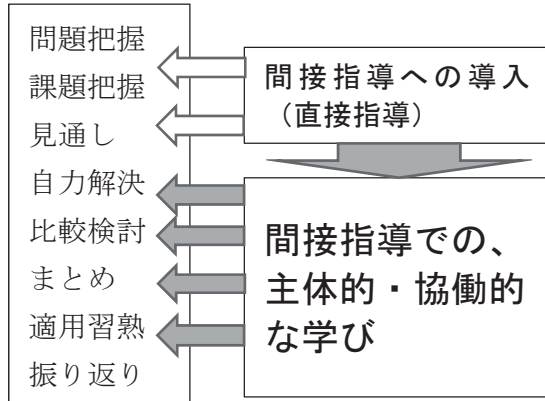 問題把握
課題把握
見通し
自力解決
比較検討
まとめ
適用習熟
振り返り
間接指導への導入
（直接指導）
間接指導での、
主体的・協働的
な学び